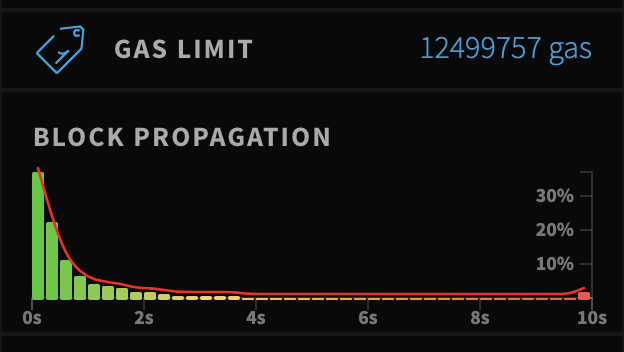 GAS LIMIT 12499757 gas
BLOCK PROPAGATION
30%
20%
10%
0s 2s 4s 6s 8s 10s